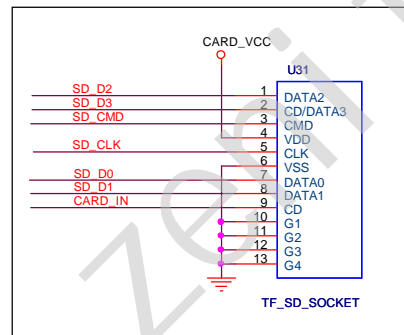 CARD_VCC
U31
SD_D2 1 DATA2
SD_D3 2 CD/DATA3
SD_CMD 3 CMD
4 VDD
SD_CLK 5 CLK
6 VSS
SD_D0 7 DATA0
SD_D1 8 DATA1
CARD_IN 9 CD
10 G1
11 G2
12 G3
13 G4
TF_SD_SOCKET
zeni